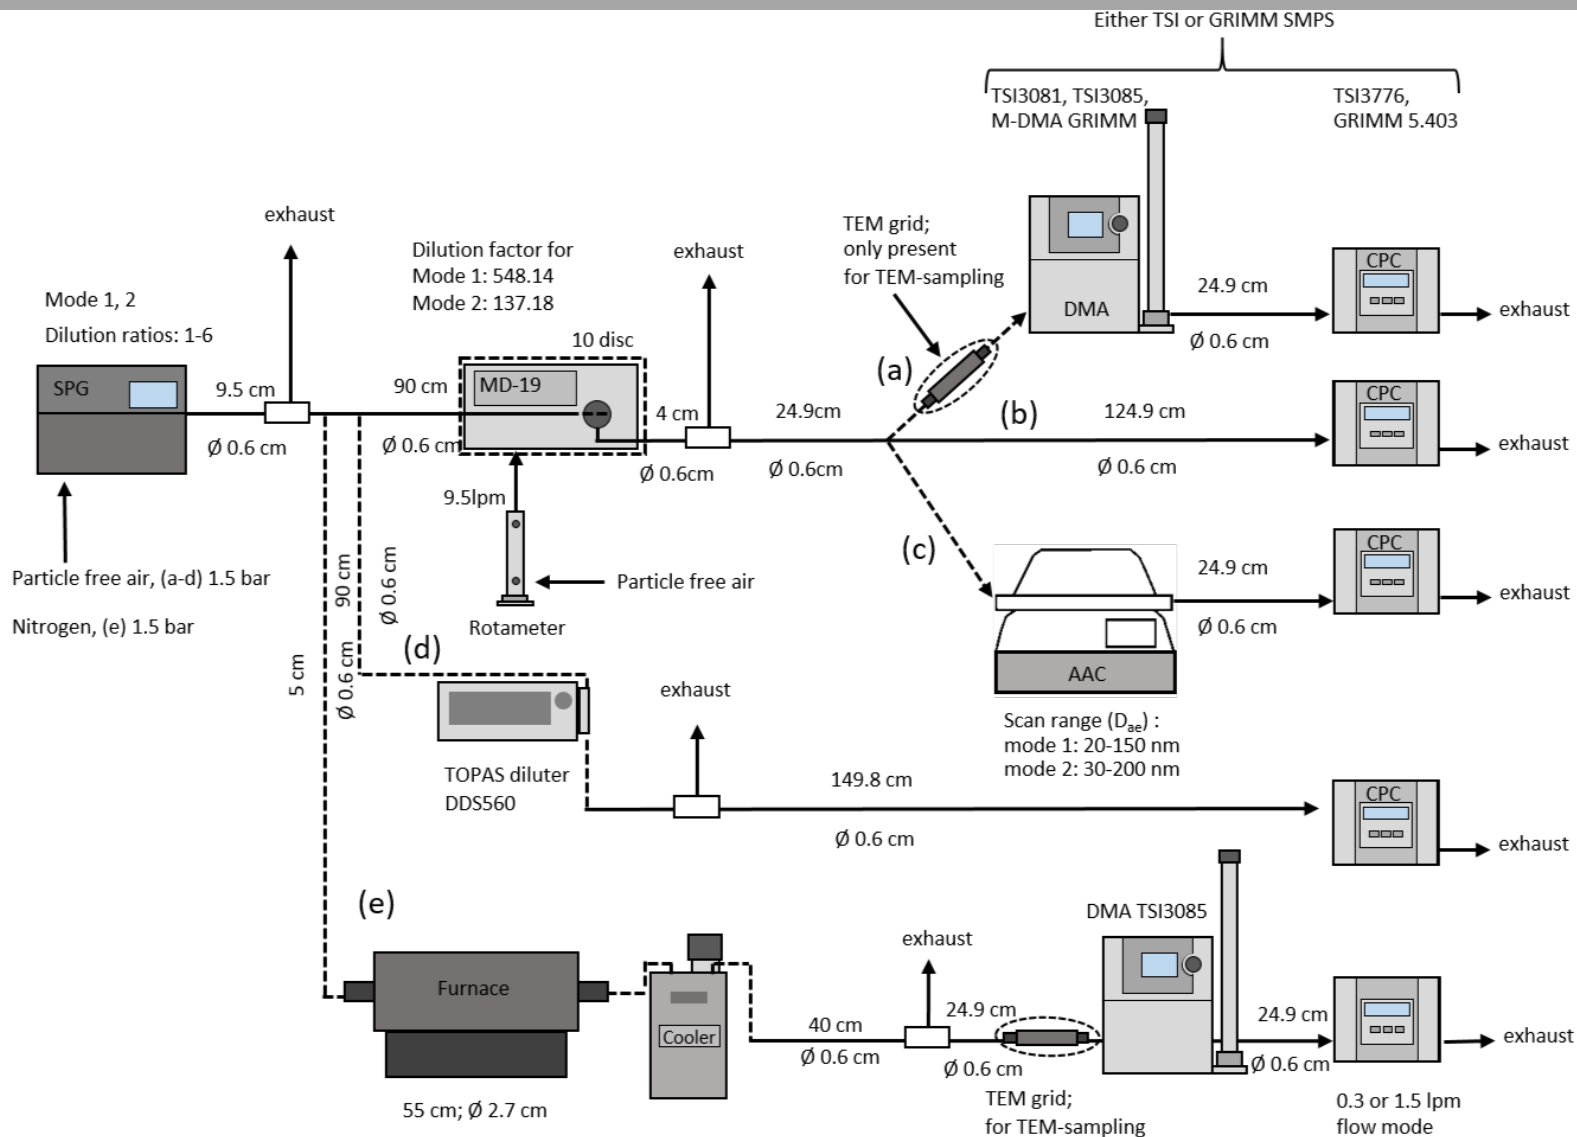 Either TSI or GRIMM SMPS
TSI3081, TSI3085,
M-DMA GRIMM
TSI3776,
GRIMM 5.403
exhaust
Dilution factor for
Mode 1: 548.14
Mode 2: 137.18
exhaust
TEM grid;
only present
for TEM-sampling
Mode 1, 2
Dilution ratios: 1-6
10 disc
DMA
24.9 cm
Ø 0.6 cm
CPC
exhaust
SPG
9.5 cm
Ø 0.6 cm
90 cm
Ø 0.6 cm
MD-19
4 cm
Ø 0.6cm
24.9cm
Ø 0.6cm
(a)
(b)
124.9 cm
Ø 0.6 cm
CPC
exhaust
9.5lpm
Particle free air
Rotameter
Particle free air, (a-d) 1.5 bar
Nitrogen, (e) 1.5 bar
90 cm
Ø 0.6 cm
5 cm
Ø 0.6 cm
(c)
AAC
24.9 cm
Ø 0.6 cm
CPC
exhaust
Scan range (Dae) :
mode 1: 20-150 nm
mode 2: 30-200 nm
(d)
TOPAS diluter
DDS560
exhaust
149.8 cm
Ø 0.6 cm
CPC
exhaust
(e)
Furnace
55 cm; Ø 2.7 cm
Cooler
40 cm
Ø 0.6 cm
exhaust
24.9 cm
Ø 0.6 cm
TEM grid;
for TEM-sampling
DMA TSI3085
24.9 cm
Ø 0.6 cm
exhaust
0.3 or 1.5 lpm
flow mode